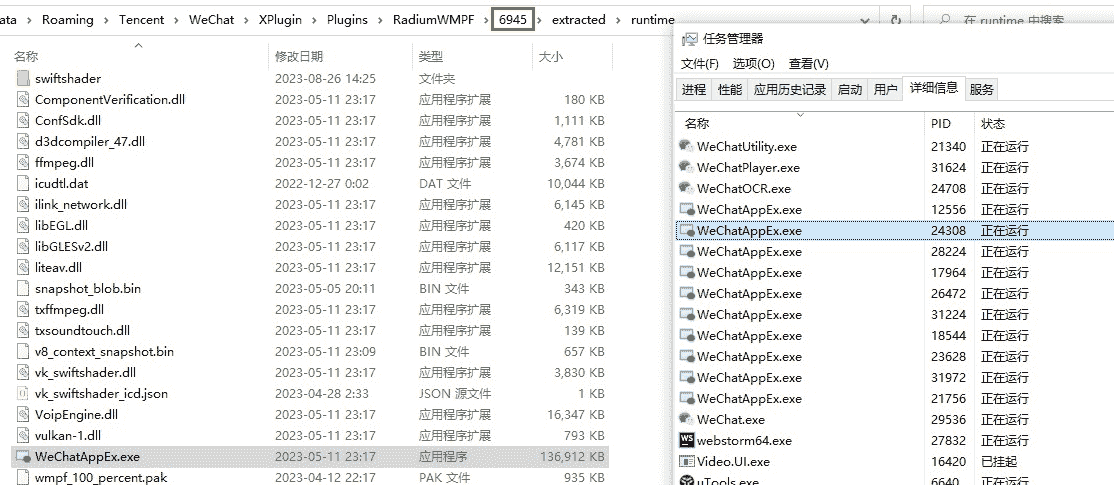 ata › Roaming › Tencent › WeChat › XPlugin › Plugins › RadiumWMPF › 6945 › extracted › runtime
在 runtime 中搜索
名称 修改日期 类型 大小
swiftshader 2023-08-26 14:25 文件夹
ComponentVerification.dll 2023-05-11 23:17 应用程序扩展 180 KB
ConfSdk.dll 2023-05-11 23:17 应用程序扩展 1,111 KB
d3dcompiler_47.dll 2023-05-11 23:17 应用程序扩展 4,781 KB
ffmpeg.dll 2023-05-11 23:17 应用程序扩展 3,674 KB
icudtl.dat 2022-12-27 0:02 DAT 文件 10,044 KB
ilink_network.dll 2023-05-11 23:17 应用程序扩展 6,145 KB
libEGL.dll 2023-05-11 23:17 应用程序扩展 420 KB
libGLESv2.dll 2023-05-11 23:17 应用程序扩展 6,117 KB
liteav.dll 2023-05-11 23:17 应用程序扩展 12,151 KB
snapshot_blob.bin 2023-05-05 20:11 BIN 文件 343 KB
txffmpeg.dll 2023-05-11 23:17 应用程序扩展 6,319 KB
txsoundtouch.dll 2023-05-11 23:17 应用程序扩展 139 KB
v8_context_snapshot.bin 2023-05-11 23:09 BIN 文件 657 KB
vk_swiftshader.dll 2023-05-11 23:17 应用程序扩展 3,830 KB
vk_swiftshader_icd.json 2023-04-28 2:33 JSON 源文件 1 KB
VoipEngine.dll 2023-05-11 23:17 应用程序扩展 16,347 KB
vulkan-1.dll 2023-05-11 23:17 应用程序扩展 793 KB
WeChatAppEx.exe 2023-05-11 23:17 应用程序 136,912 KB
wmpf_100_percent.pak 2023-04-12 22:17 PAK 文件 935 KB
任务管理器
文件(F) 选项(O) 查看(V)
进程 性能 应用历史记录 启动 用户 详细信息 服务
名称 PID 状态
WeChatUtility.exe 21340 正在运行
WeChatPlayer.exe 31624 正在运行
WeChatOCR.exe 24708 正在运行
WeChatAppEx.exe 12556 正在运行
WeChatAppEx.exe 24308 正在运行
WeChatAppEx.exe 28224 正在运行
WeChatAppEx.exe 17964 正在运行
WeChatAppEx.exe 26472 正在运行
WeChatAppEx.exe 31224 正在运行
WeChatAppEx.exe 18544 正在运行
WeChatAppEx.exe 23628 正在运行
WeChatAppEx.exe 31972 正在运行
WeChatAppEx.exe 21756 正在运行
WeChat.exe 29536 正在运行
WS webstorm64.exe 27832 正在运行
Video.UI.exe 16420 已挂起
uTools.exe 6640 正在运行